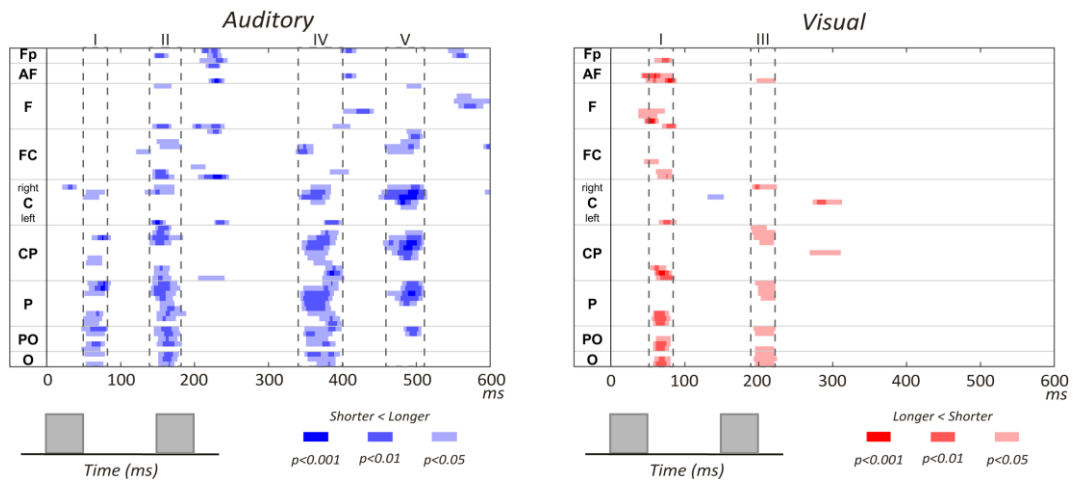 Auditory
I II IV V
Fp
AF
F
FC
right
C
left
CP
P
PO
O
0 100 200 300 400 500 600
ms
Time (ms)
Shorter < Longer
p<0.001 p<0.01 p<0.05
Visual
I III
Fp
AF
F
FC
right
C
left
CP
P
PO
O
0 100 200 300 400 500 600
ms
Time (ms)
Longer < Shorter
p<0.001 p<0.01 p<0.05